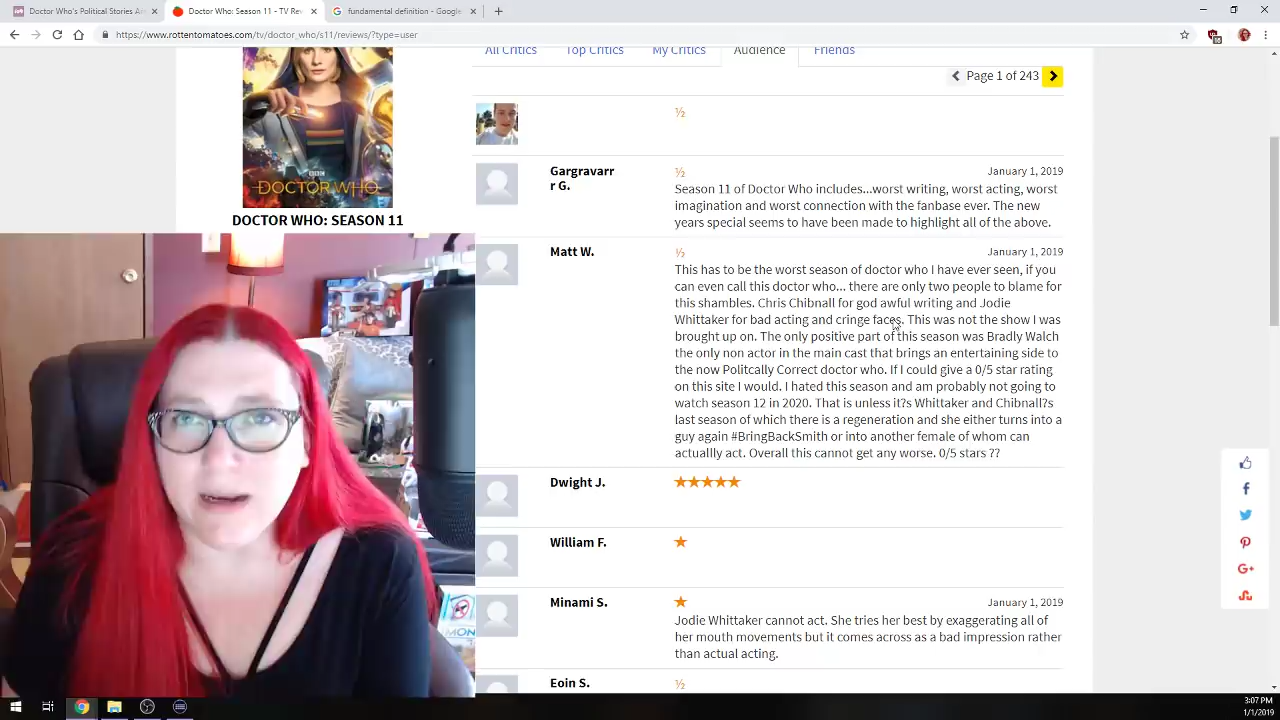 Doctor Who's Political Stories Are
Doctor Who: Season 11 - TV Rev
fundamental definition - Google
https://www.rottentomatoes.com/tv/doctor_who/s11/reviews/?type=user
All Critics
Top Critics
My Critics
Audience
Friends
Page 1 of 243
BBC
DOCTOR WHO
DOCTOR WHO: SEASON 11
½
Gargravarr
r G.
½
January 1, 2019
Season 11 of Doctor Who includes...worst writing, worst acting, worst
imagination and worst connection with the fanbase ever. The new
years special seems to have been made to highlight all of the above.
Matt W.
½
January 1, 2019
This has to be the worst season of doctor who I have ever seen, if you
can even call this doctor who... there are only two people to blame for
this shambles. Chris Chibnall for god awful writing and Jodie
Whittaker for bad acting and cringe faces. This was not the show I was
brought up on. The only positive part of this season was Bradly Walch
the only non actor in the main cast that brings an entertaining side to
the now Politcally Correct doctor who. If I could give a 0/5 star rating
on this site I would. I hated this season and am probably not going to
watch season 12 in 2020. That is unless it?s Whittaker and Chibnall?s
last season of which there is a regeneration and she either turns into a
guy again #BringBackSmith or into another female of whom can
actuallly act. Overall this cannot get any worse. 0/5 stars ??
Dwight J.
★★★★★
William F.
★
Minami S.
★
January 1, 2019
Jodie Whittaker cannot act. She tries her best by exaggerating all of
her mouth movements but it comes across as a bad impression rather
than actual acting.
Eoin S.
½
MON
3:07 PM
1/1/2019